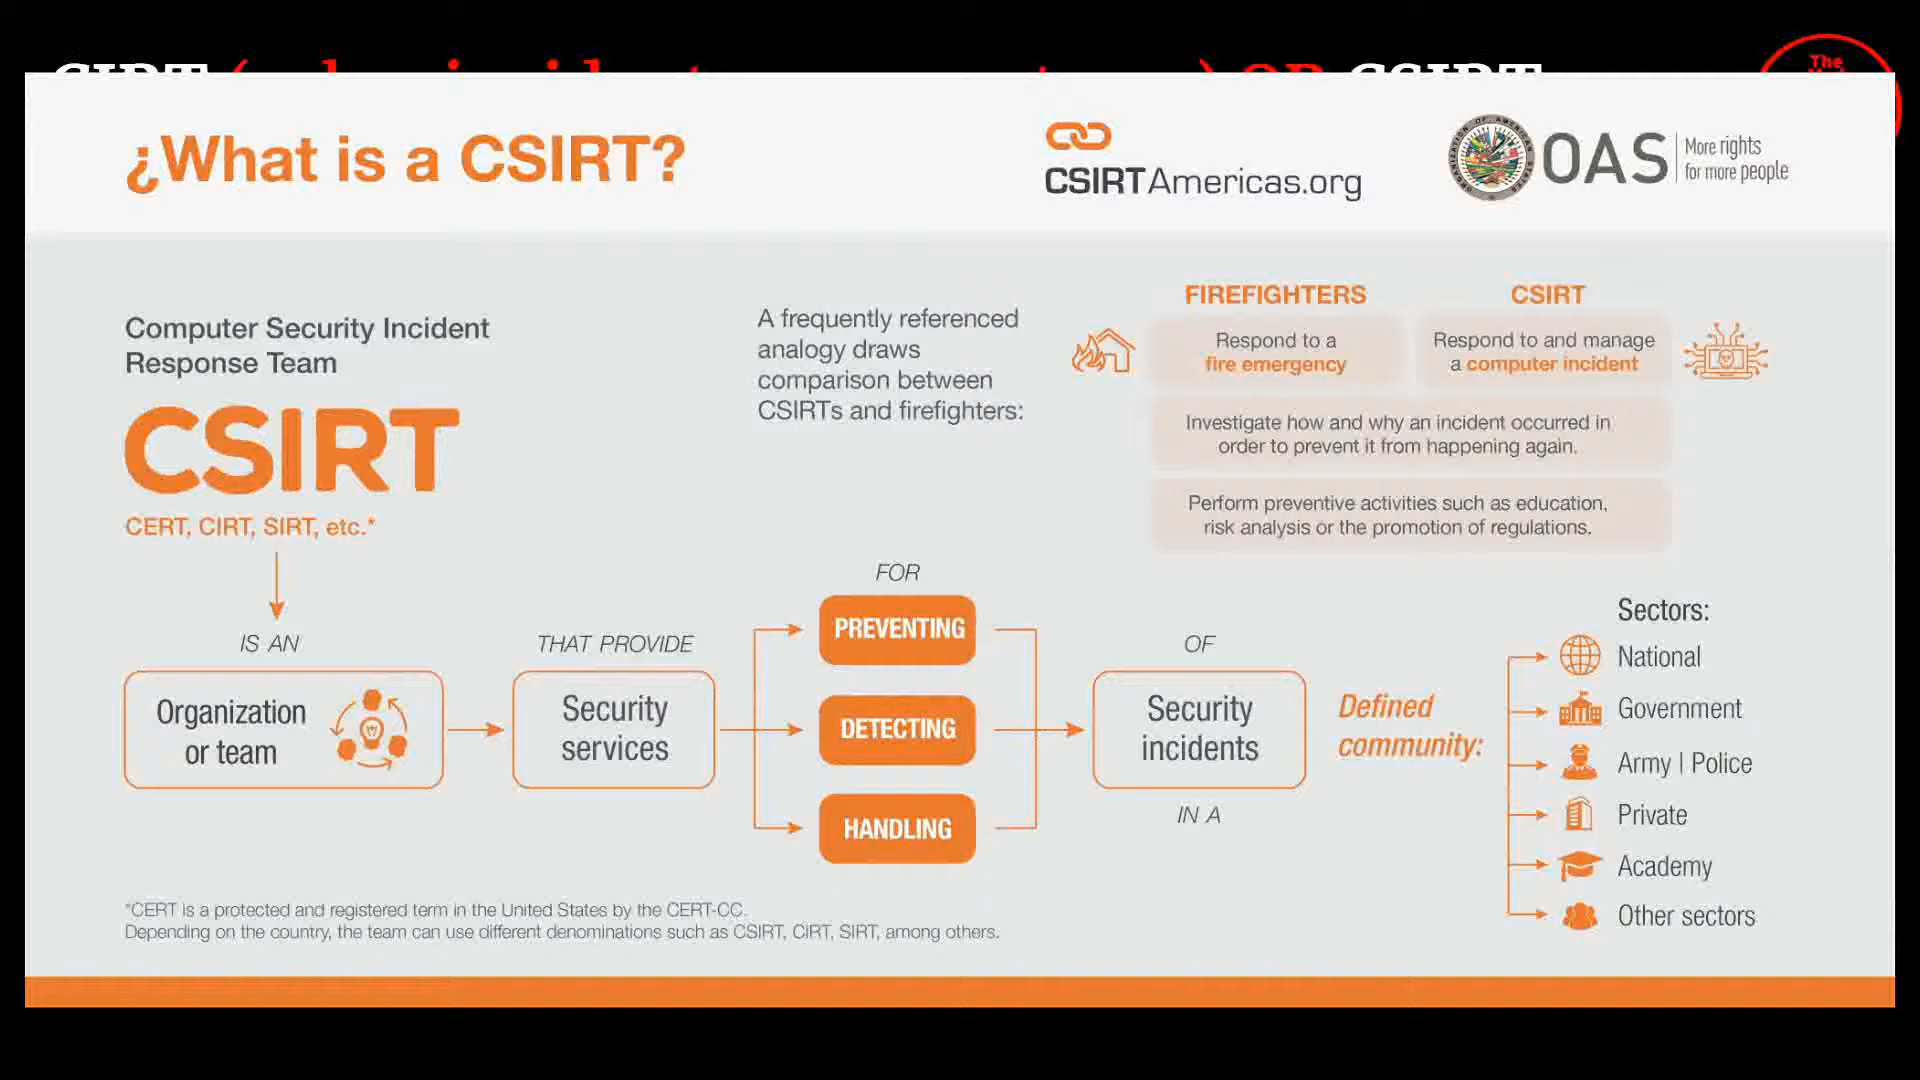 CIRT OR CSIRT
The
¿What is a CSIRT?
CSIRTAmericas.org
OAS
More rights
for more people
Computer Security Incident
Response Team
CSIRT
CERT, CIRT, SIRT, etc.*
A frequently referenced
analogy draws
comparison between
CSIRTs and firefighters:
FIREFIGHTERS
CSIRT
Respond to a
fire emergency
Respond to and manage
a computer incident
Investigate how and why an incident occurred in
order to prevent it from happening again.
Perform preventive activities such as education,
risk analysis or the promotion of regulations.
IS AN
Organization
or team
THAT PROVIDE
Security
services
FOR
PREVENTING
DETECTING
HANDLING
OF
Security
incidents
IN A
Defined
community:
Sectors:
National
Government
Army | Police
Private
Academy
Other sectors
*CERT is a protected and registered term in the United States by the CERT-CC.
Depending on the country, the team can use different denominations such as CSIRT, CiRT, SIRT, among others.